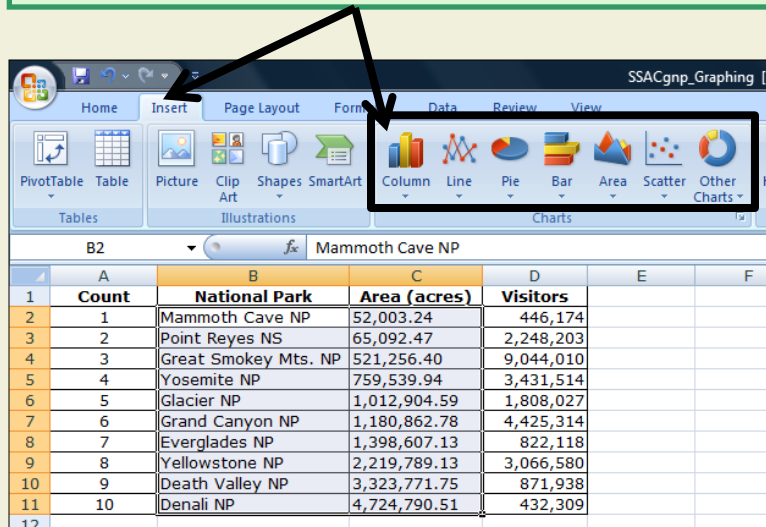 SSACgnp_Graphing [
Home Insert Page Layout Data Review View
PivotTable Table Picture Clip Art Shapes SmartArt Column Line Pie Bar Area Scatter Other Charts
Tables Illustrations Charts
B2 fx Mammoth Cave NP
A B C D E F
1 Count National Park Area (acres) Visitors
2 1 Mammoth Cave NP 52,003.24 446,174
3 2 Point Reyes NS 65,092.47 2,248,203
4 3 Great Smokey Mts. NP 521,256.40 9,044,010
5 4 Yosemite NP 759,539.94 3,431,514
6 5 Glacier NP 1,012,904.59 1,808,027
7 6 Grand Canyon NP 1,180,862.78 4,425,314
8 7 Everglades NP 1,398,607.13 822,118
9 8 Yellowstone NP 2,219,789.13 3,066,580
10 9 Death Valley NP 3,323,771.75 871,938
11 10 Denali NP 4,724,790.51 432,309
12